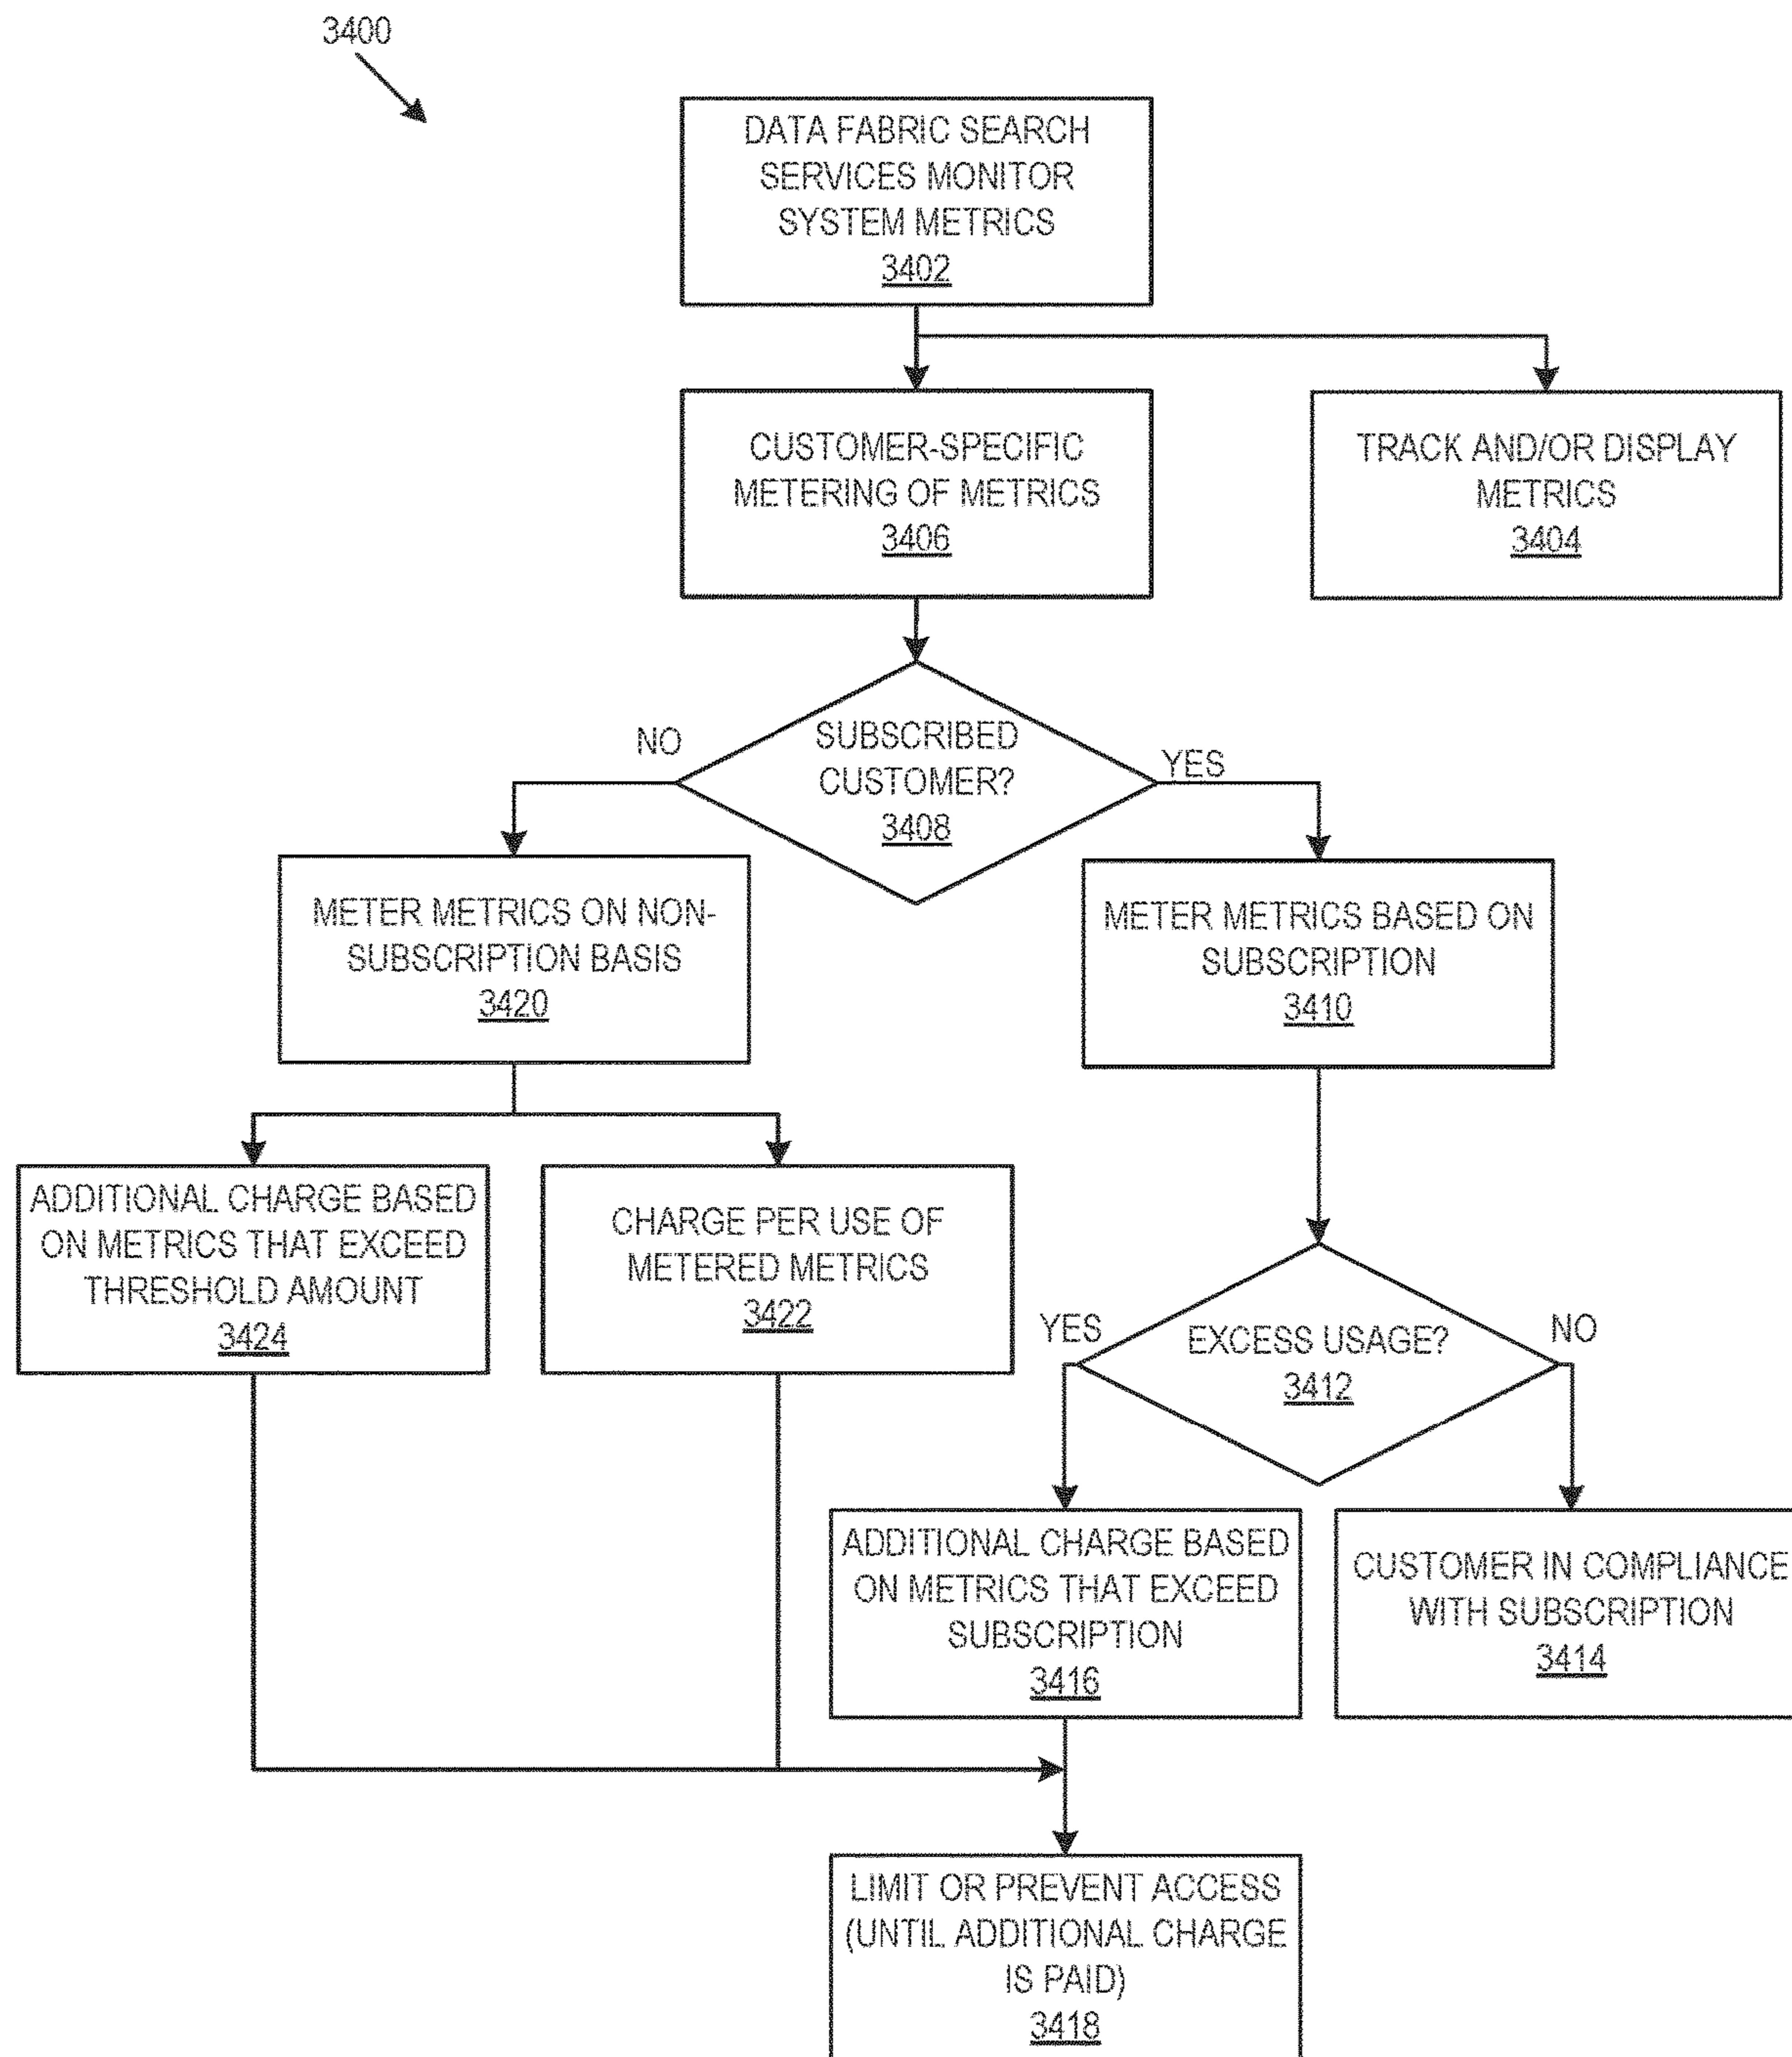 3400
DATA FABRIC SEARCH
SERVICES MONITOR
SYSTEM METRICS
3402
CUSTOMER-SPECIFIC
METERING OF METRICS
3406
TRACK AND/OR DISPLAY
METRICS
3404
SUBSCRIBED
CUSTOMER?
3408
NO
YES
METER METRICS ON NON-
SUBSCRIPTION BASIS
3420
METER METRICS BASED ON
SUBSCRIPTION
3410
ADDITIONAL CHARGE BASED
ON METRICS THAT EXCEED
THRESHOLD AMOUNT
3424
CHARGE PER USE OF
METERED METRICS
3422
YES
EXCESS USAGE?
3412
NO
ADDITIONAL CHARGE BASED
ON METRICS THAT EXCEED
SUBSCRIPTION
3416
CUSTOMER IN COMPLIANCE
WITH SUBSCRIPTION
3414
LIMIT OR PREVENT ACCESS
(UNTIL ADDITIONAL CHARGE
IS PAID)
3418